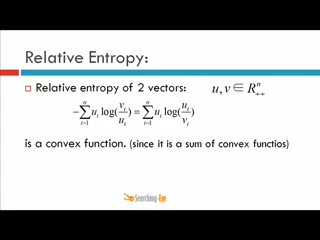 Relative Entropy:
Relative entropy of 2 vectors: u, v ∈ R^n_{++}
-∑_{i=1}^{n} u_i log(v_i/u_i) = ∑_{i=1}^{n} u_i log(u_i/v_i)
is a convex function. (since it is a sum of convex functios)
Searching-Eye